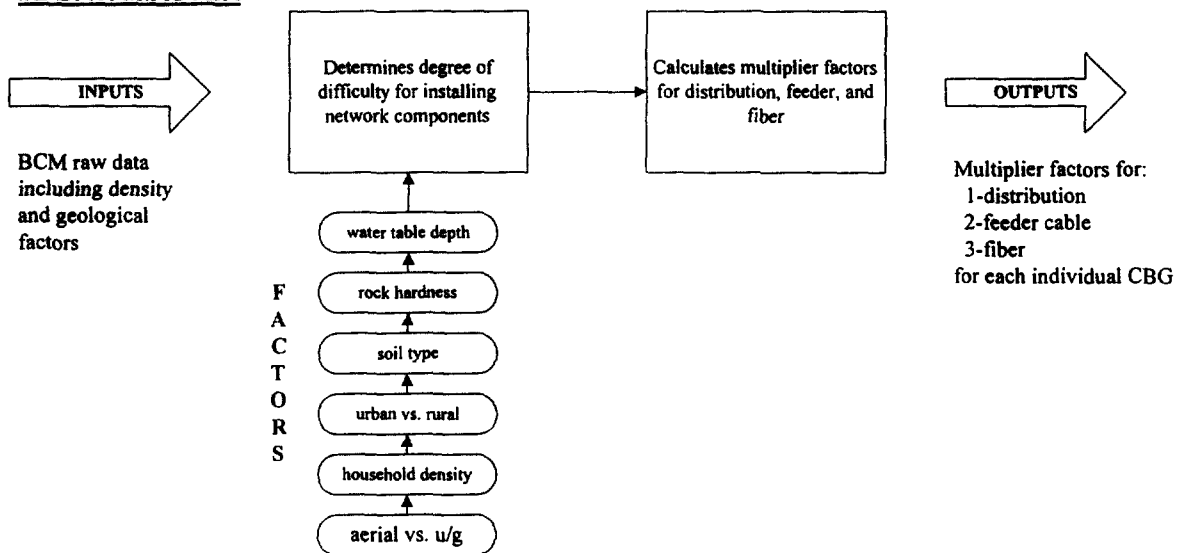 INPUTS
BCM raw data
including density
and geological
factors
Determines degree of
difficulty for installing
network components
Calculates multiplier factors
for distribution, feeder, and
fiber
OUTPUTS
Multiplier factors for:
1-distribution
2-feeder cable
3-fiber
for each individual CBG
FACTORS
water table depth
rock hardness
soil type
urban vs. rural
household density
aerial vs. u/g